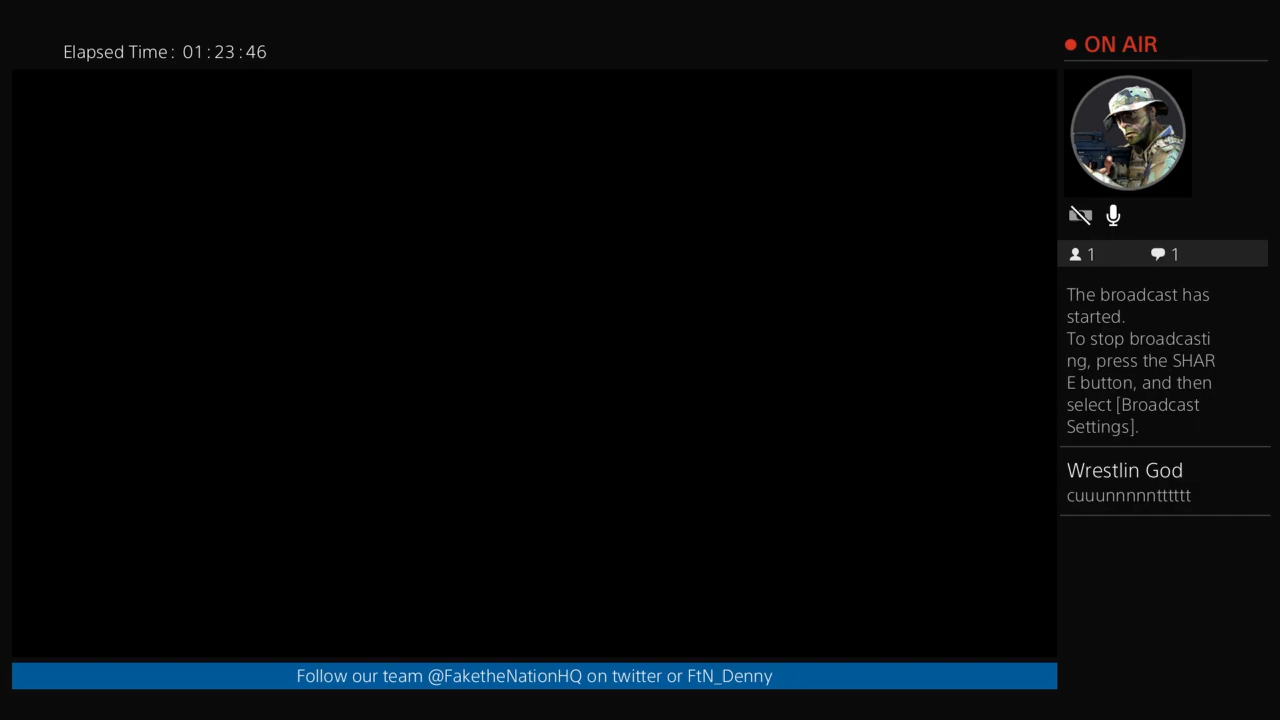 Elapsed Time: 01:23:46
ON AIR
1 1
The broadcast has
started.
To stop broadcasti
ng, press the SHAR
E button, and then
select [Broadcast
Settings].
Wrestlin God
cuuunnnnntttttt
Follow our team @FaketheNationHQ on twitter or FtN_Denny